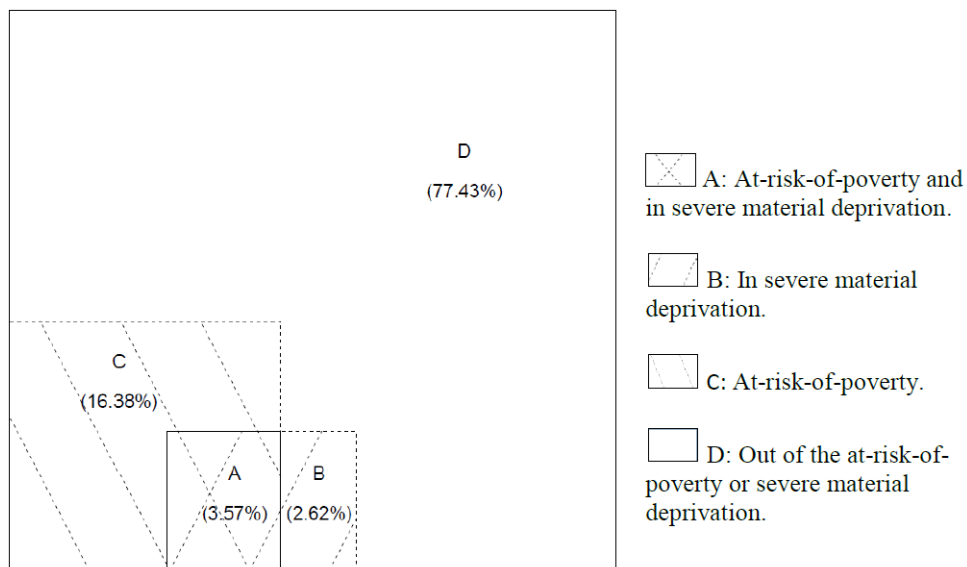 D
(77.43%)
C
(16.38%)
A
(3.57%)
B
(2.62%)
A: At-risk-of-poverty and
in severe material deprivation.
B: In severe material
deprivation.
C: At-risk-of-poverty.
D: Out of the at-risk-of-
poverty or severe material
deprivation.